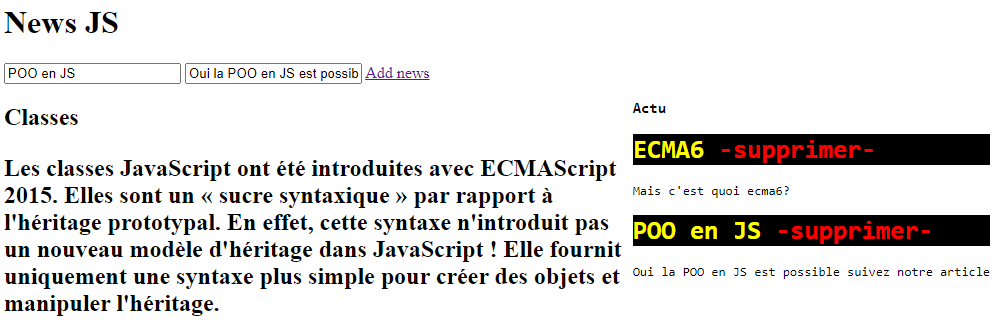 News JS
POO en JS
Oui la POO en JS est possib
Add news
Classes
Les classes JavaScript ont été introduites avec ECMAScript
2015. Elles sont un « sucre syntaxique » par rapport à
l'héritage prototypal. En effet, cette syntaxe n'introduit pas
un nouveau modèle d'héritage dans JavaScript ! Elle fournit
uniquement une syntaxe plus simple pour créer des objets et
manipuler l'héritage.
Actu
ECMA6 -supprimer-
Mais c'est quoi ecma6?
POO en JS -supprimer-
Oui la POO en JS est possible suivez notre article